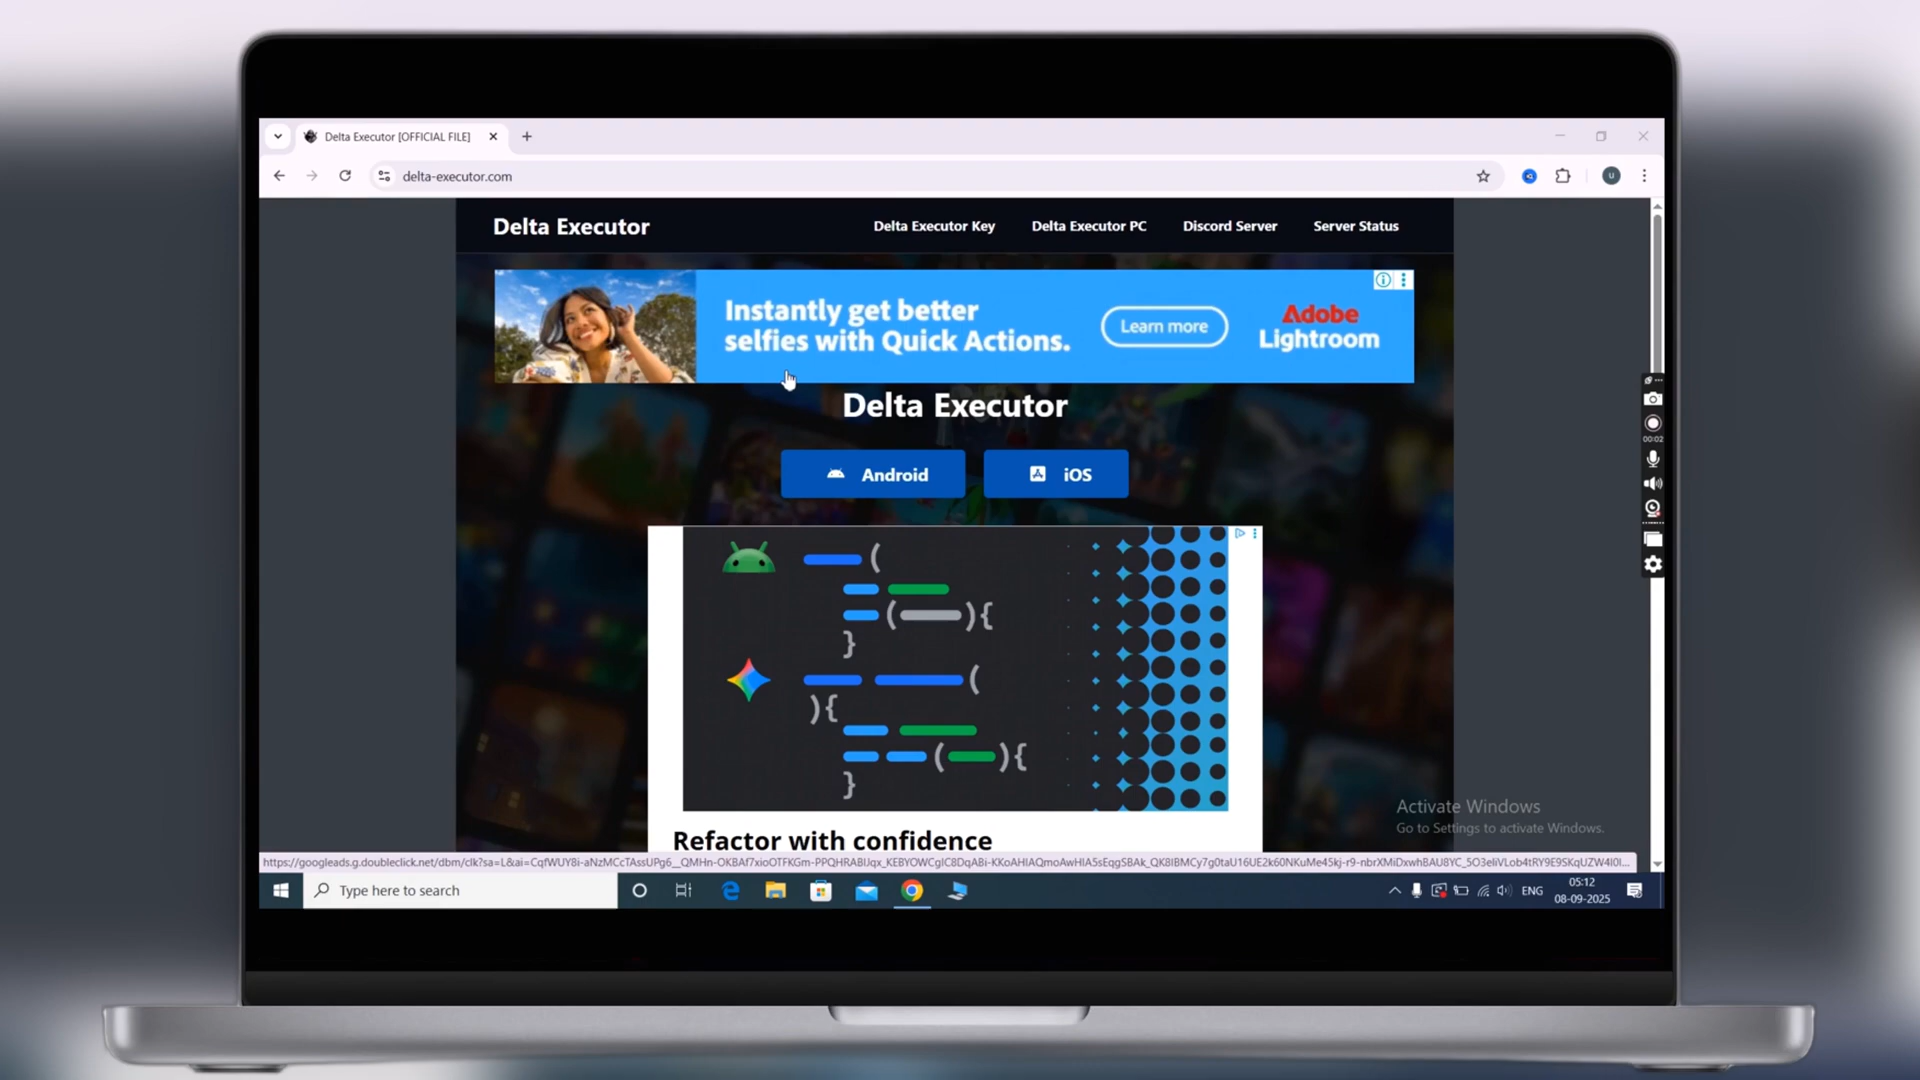 Delta Executor [OFFICIAL FILE]
delta-executor.com
U
Delta Executor
Delta Executor Key
Delta Executor PC
Discord Server
Server Status
Instantly get better
selfies with Quick Actions.
Learn more
Adobe
Lightroom
Delta Executor
Android
iOS
00:02
Refactor with confidence
Activate Windows
Go to Settings to activate Windows.
Type here to search
ENG
05:12
08-09-2025